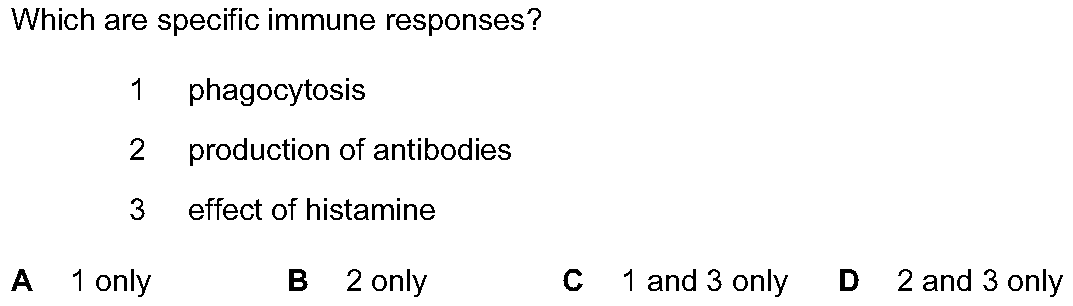 Which are specific immune responses?
1 phagocytosis
2 production of antibodies
3 effect of histamine
A 1 only B 2 only C 1 and 3 only D 2 and 3 only